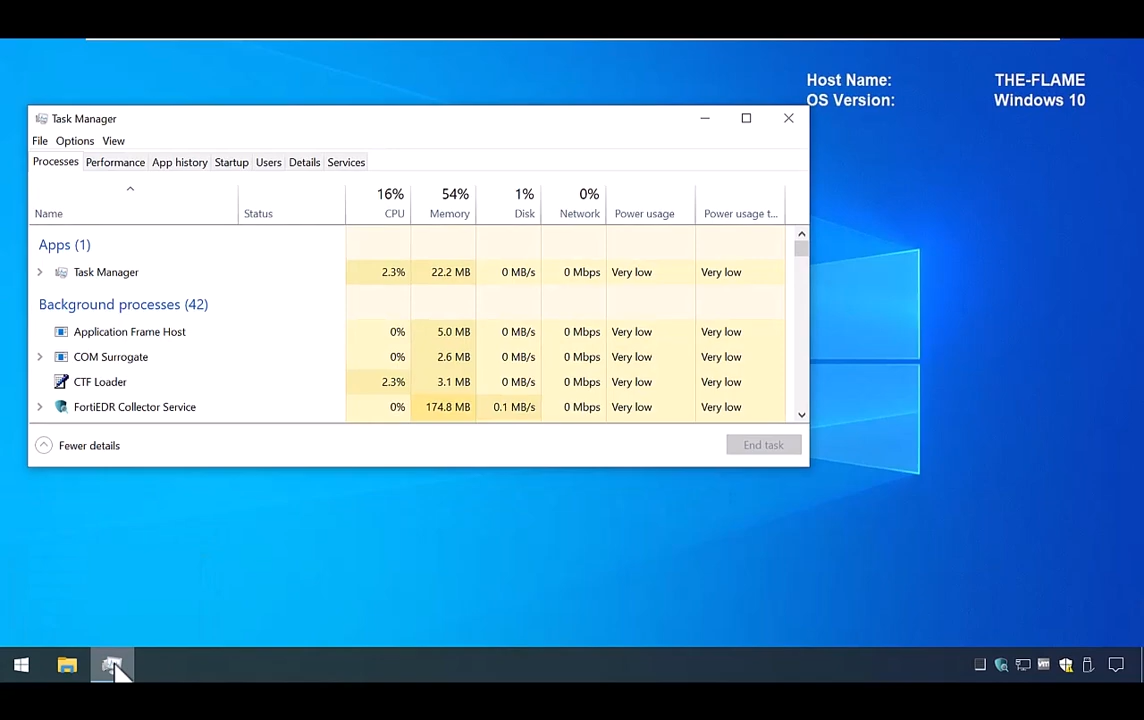 Host Name: THE-FLAME
OS Version: Windows 10
Task Manager
File Options View
Processes Performance App history Startup Users Details Services
16% 54% 1% 0%
Name Status CPU Memory Disk Network Power usage Power usage t...
Apps (1)
Task Manager 2.3% 22.2 MB 0 MB/s 0 Mbps Very low Very low
Background processes (42)
Application Frame Host 0% 5.0 MB 0 MB/s 0 Mbps Very low Very low
COM Surrogate 0% 2.6 MB 0 MB/s 0 Mbps Very low Very low
CTF Loader 2.3% 3.1 MB 0 MB/s 0 Mbps Very low Very low
FortiEDR Collector Service 0% 174.8 MB 0.1 MB/s 0 Mbps Very low Very low
Fewer details End task